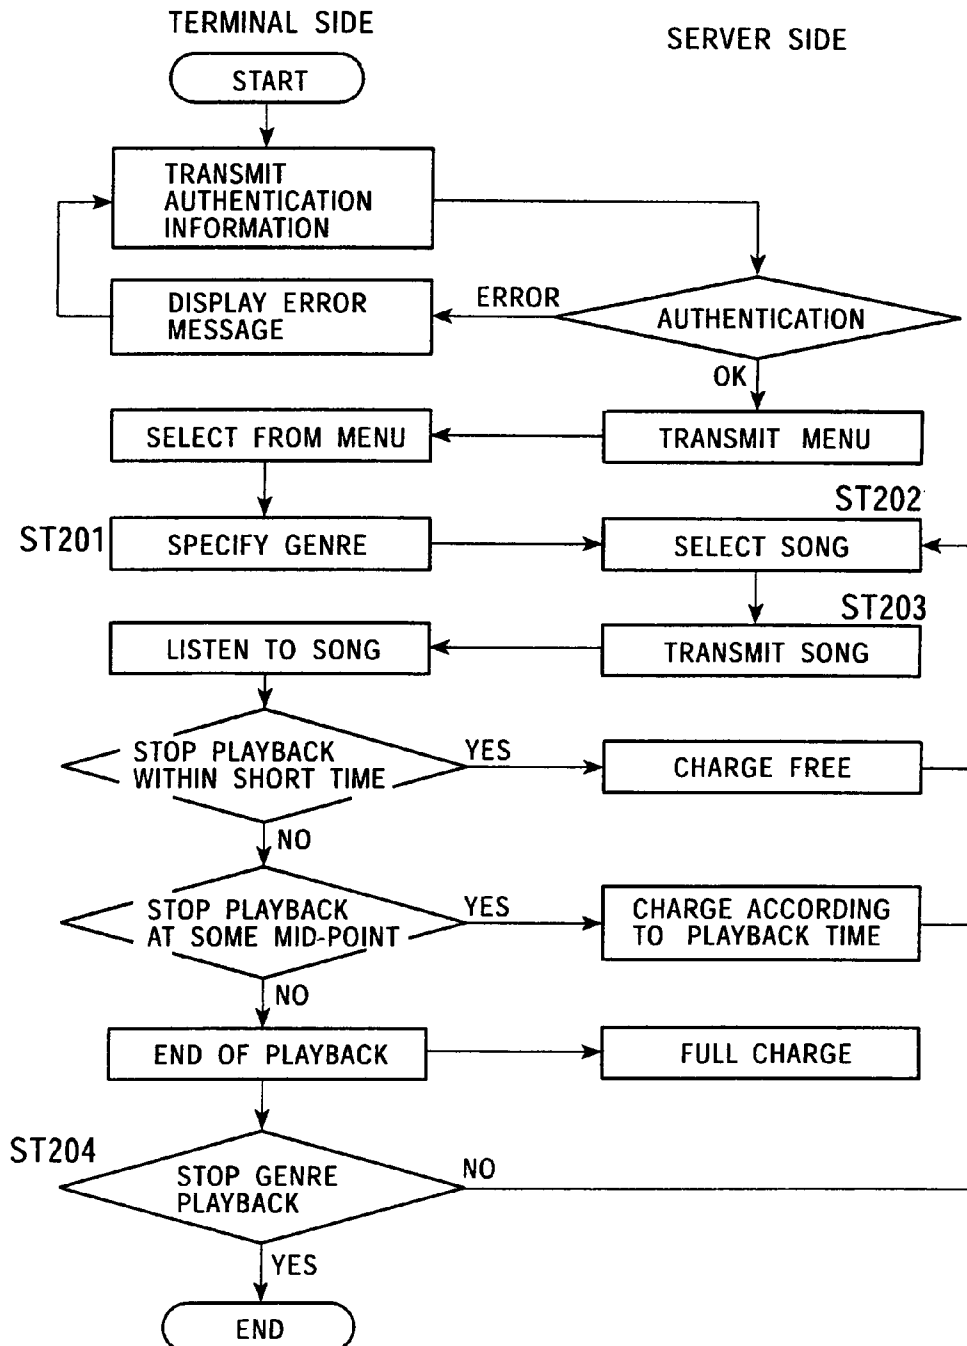 TERMINAL SIDE
SERVER SIDE
START
TRANSMIT
AUTHENTICATION
INFORMATION
DISPLAY ERROR
MESSAGE
ERROR
AUTHENTICATION
OK
SELECT FROM MENU
TRANSMIT MENU
ST201
SPECIFY GENRE
ST202
SELECT SONG
ST203
LISTEN TO SONG
TRANSMIT SONG
STOP PLAYBACK
WITHIN SHORT TIME
YES
CHARGE FREE
NO
STOP PLAYBACK
AT SOME MID-POINT
YES
CHARGE ACCORDING
TO PLAYBACK TIME
NO
END OF PLAYBACK
FULL CHARGE
ST204
STOP GENRE
PLAYBACK
NO
YES
END